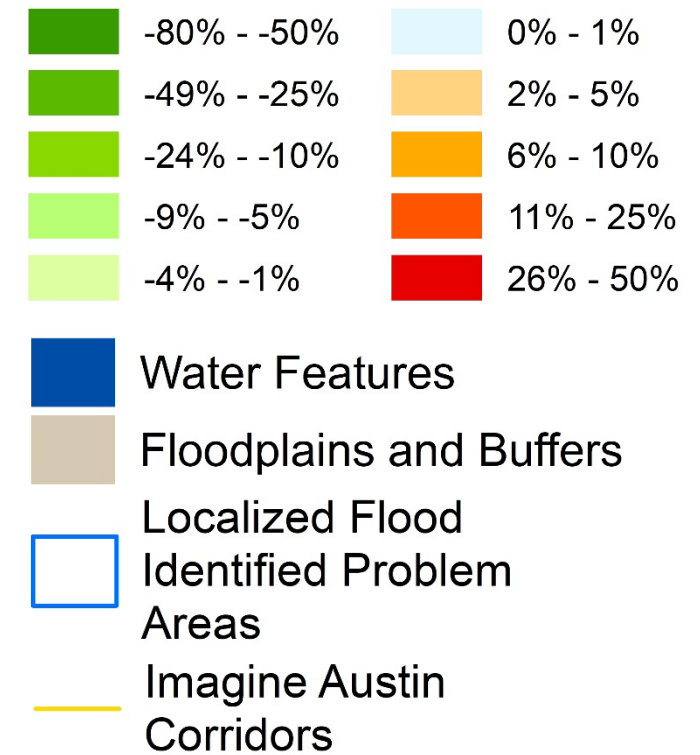 -80% - -50%
-49% - -25%
-24% - -10%
-9% - -5%
-4% - -1%
0% - 1%
2% - 5%
6% - 10%
11% - 25%
26% - 50%
Water Features
Floodplains and Buffers
Localized Flood
Identified Problem
Areas
Imagine Austin
Corridors